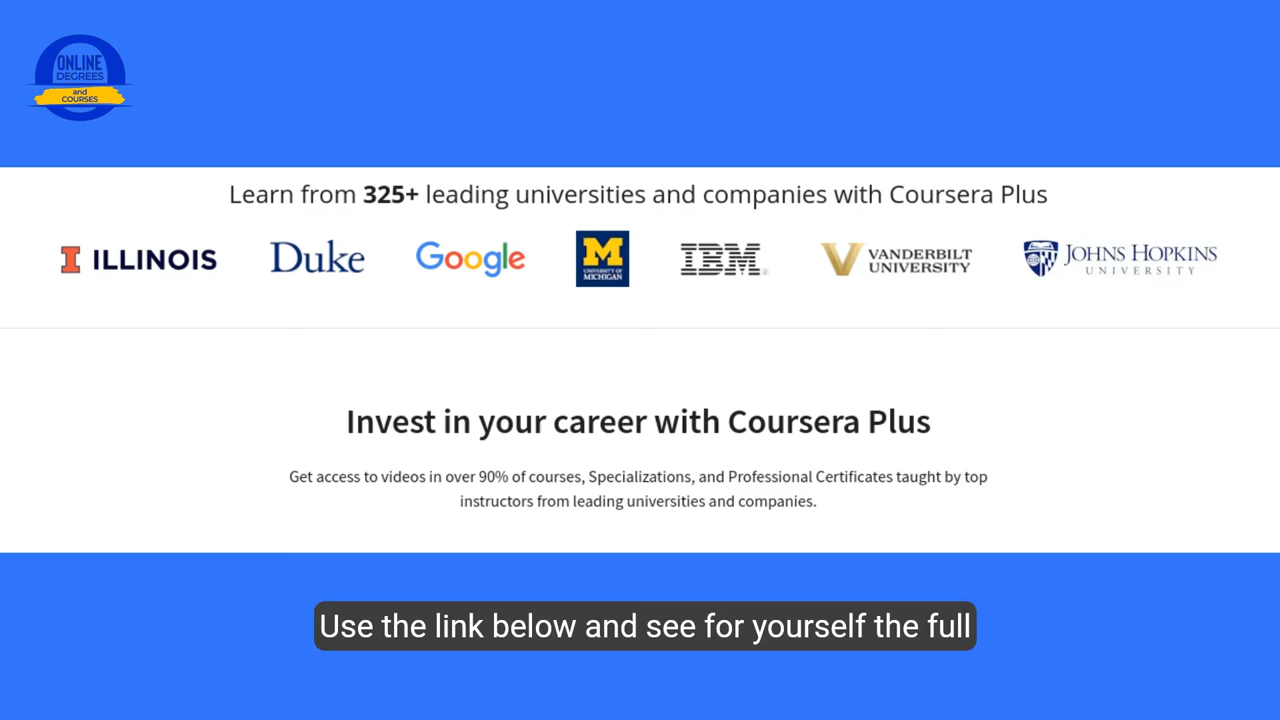 ONLINE
DEGREES
and
COURSES
Learn from 325+ leading universities and companies with Coursera Plus
I ILLINOIS
Duke
Google
M
UNIVERSITY OF
MICHIGAN
IBM®
V
VANDERBILT
UNIVERSITY
JOHNS HOPKINS
UNIVERSITY
Invest in your career with Coursera Plus
Get access to videos in over 90% of courses, Specializations, and Professional Certificates taught by top
instructors from leading universities and companies.
Use the link below and see for yourself the full